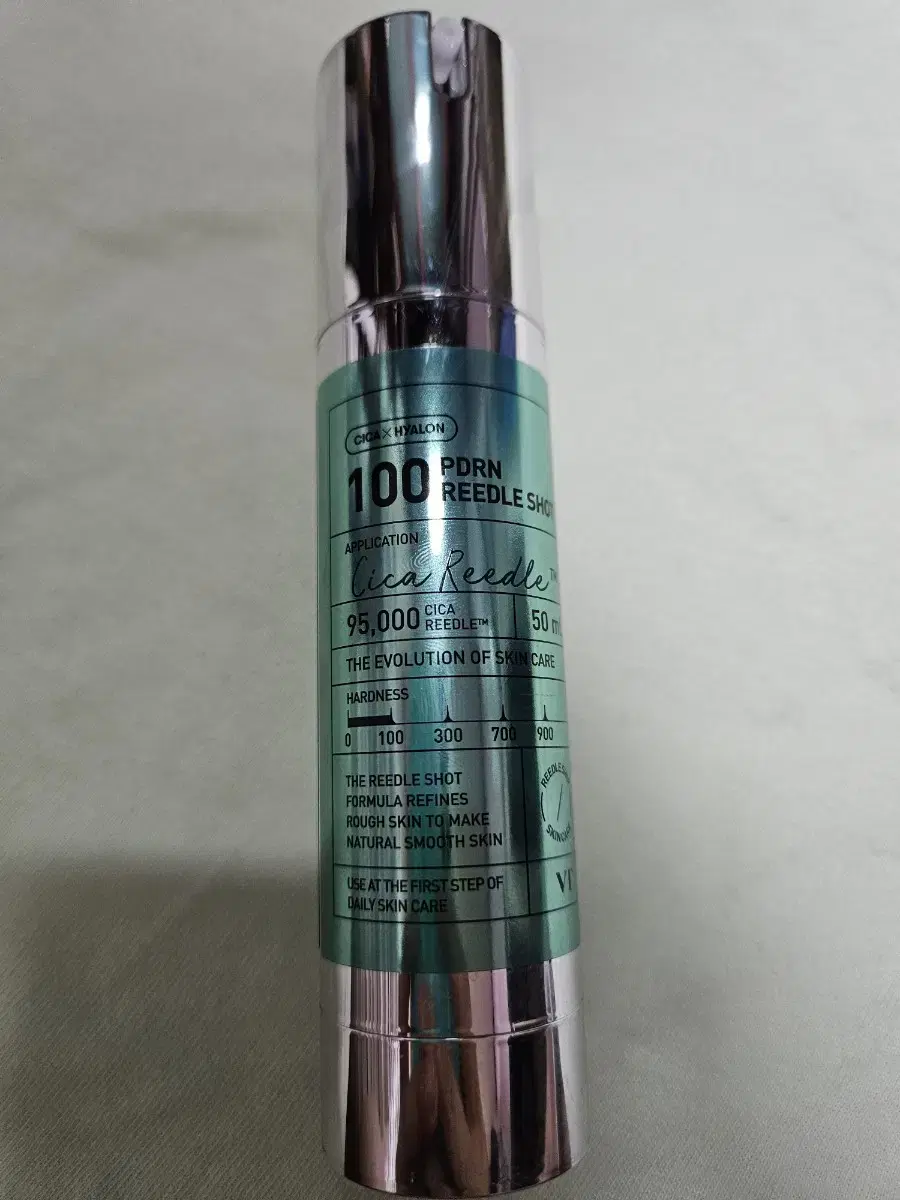 CICA × HYALON
100 PDRN
REEDLE SHOT
APPLICATION
Cica Reedle™
95,000 CICA
REEDLE™
50 m
THE EVOLUTION OF SKIN CARE
HARDNESS
0 100 300 700 900
THE REEDLE SHOT
FORMULA REFINES
ROUGH SKIN TO MAKE
NATURAL SMOOTH SKIN
USE AT THE FIRST STEP OF
DAILY SKIN CARE